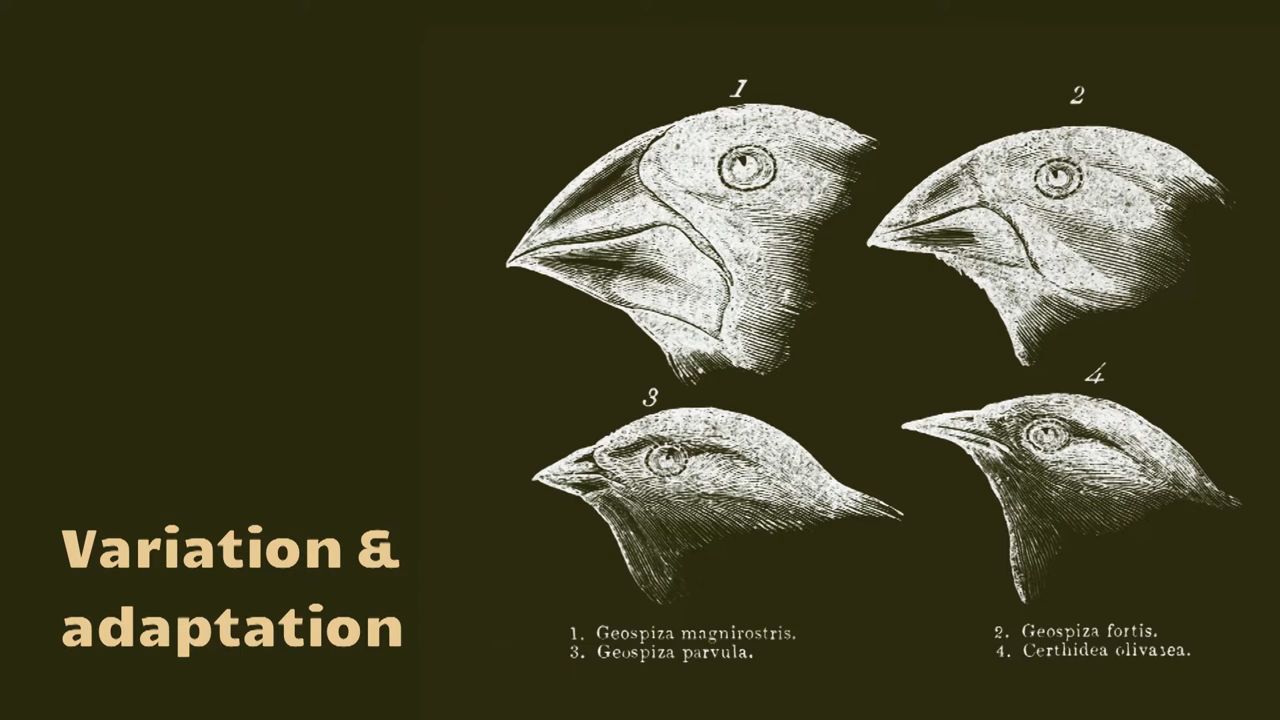 1
2
3
4
Variation &
adaptation
1. Geospiza magnirostris.
2. Geospiza fortis.
3. Geospiza parvula.
4. Certhidea olivasea.